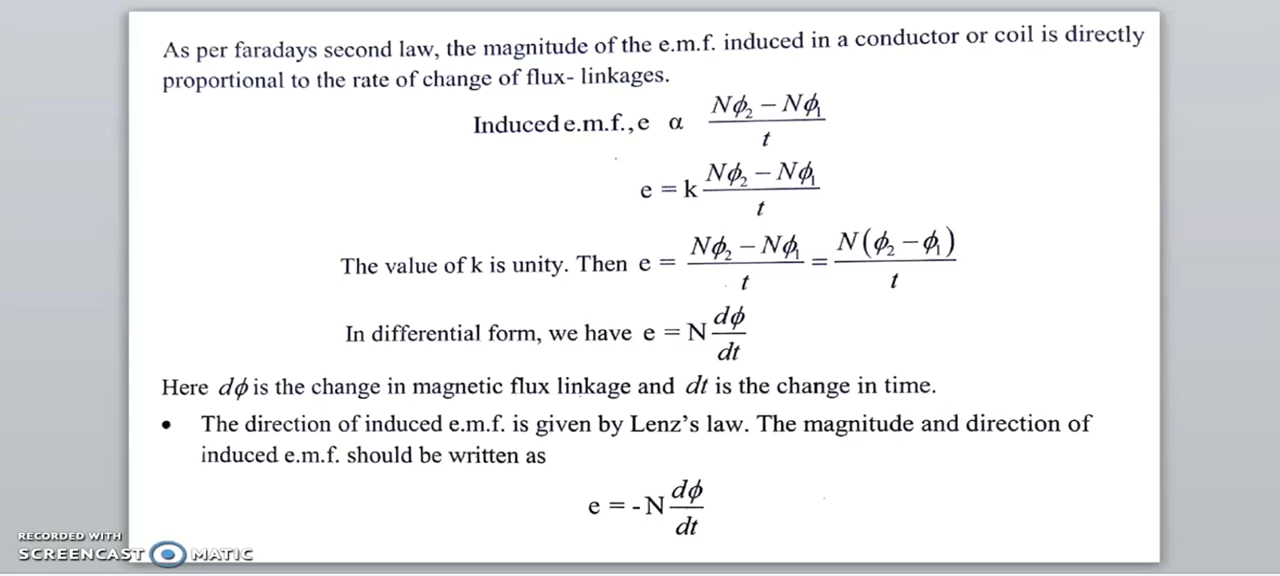 As per faradays second law, the magnitude of the e.m.f. induced in a conductor or coil is directly
proportional to the rate of change of flux- linkages.
Induced e.m.f., e α (Nϕ₂ − Nϕ₁)/t
e = k (Nϕ₂ − Nϕ₁)/t
The value of k is unity. Then e = (Nϕ₂ − Nϕ₁)/t = N(ϕ₂ − ϕ₁)/t
In differential form, we have e = N dϕ/dt
Here dϕ is the change in magnetic flux linkage and dt is the change in time.
• The direction of induced e.m.f. is given by Lenz's law. The magnitude and direction of
induced e.m.f. should be written as
e = - N dϕ/dt
RECORDED WITH
SCREENCAST MATIC